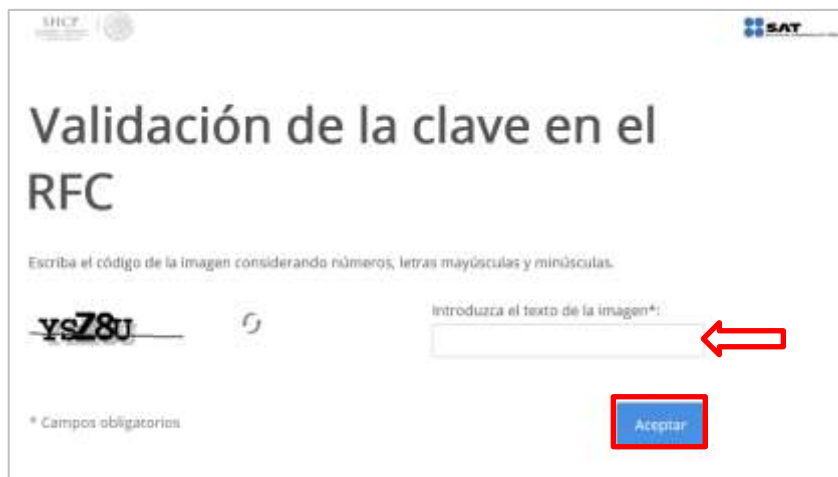 SHCP
SAT
Validación de la clave en el
RFC
Escriba el código de la imagen considerando números, letras mayúsculas y minúsculas.
Introduzca el texto de la imagen*:
YSZ8U
* Campos obligatorios
Aceptar